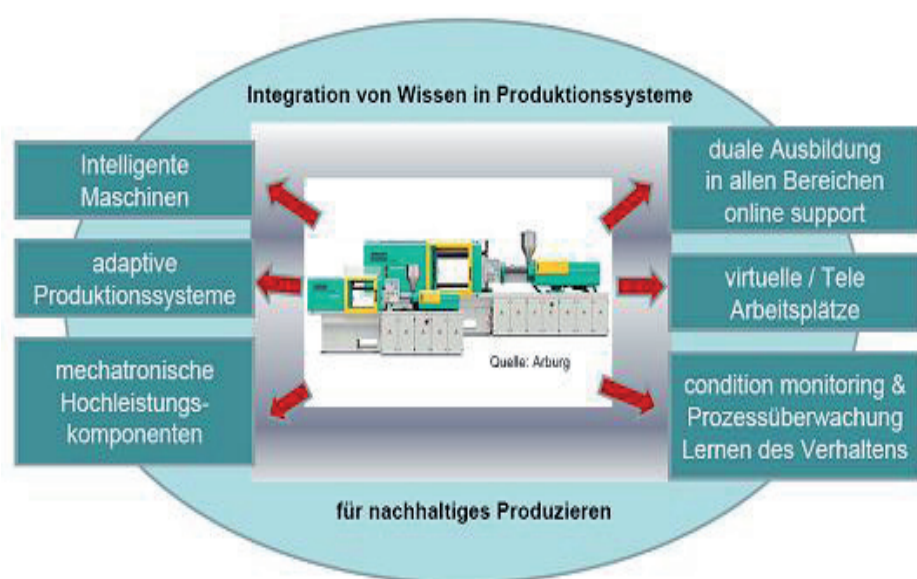 Integration von Wissen in Produktionssysteme
Intelligente
Maschinen
adaptive
Produktionssysteme
mechatronische
Hochleistungs-
komponenten
duale Ausbildung
in allen Bereichen
online support
virtuelle / Tele
Arbeitsplätze
condition monitoring &
Prozessüberwachung
Lernen des Verhaltens
Quelle: Arburg
für nachhaltiges Produzieren